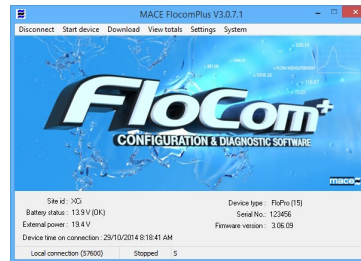 MACE FlocomPlus V3.0.7.1
Disconnect Start device Download View totals Settings System
FloCom+
CONFIGURATION & DIAGNOSTIC SOFTWARE
mace
Site id : XCi
Battery status : 13.9 V (OK)
External power : 19.4 V
Device time on connection : 29/10/2014 8:18:41 AM
Device type : FloPro (15)
Serial No.: 123456
Firmware version : 3.06.09
Local connection (57600) Stopped S